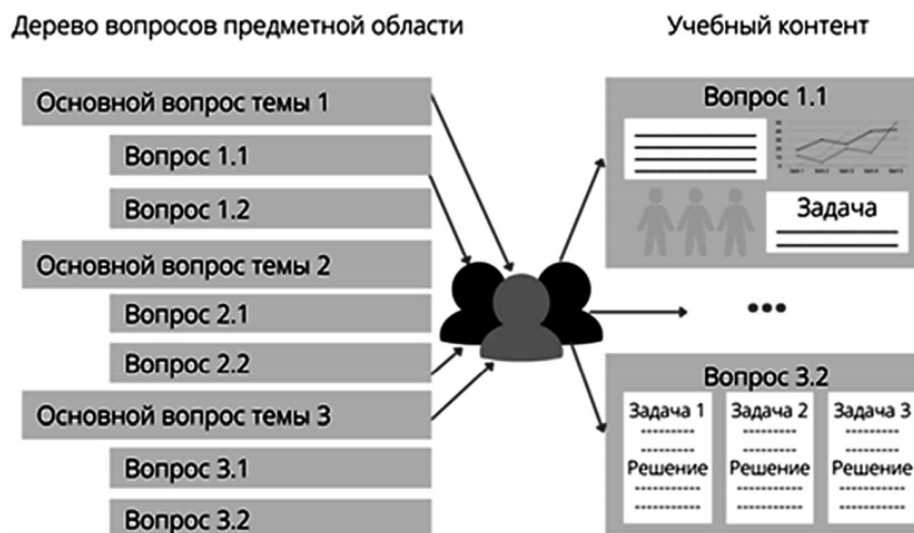 Дерево вопросов предметной области
Учебный контент
Основной вопрос темы 1
Вопрос 1.1
Вопрос 1.2
Основной вопрос темы 2
Вопрос 2.1
Вопрос 2.2
Основной вопрос темы 3
Вопрос 3.1
Вопрос 3.2
Вопрос 1.1
Задача
...
Вопрос 3.2
Задача 1
Решение
Задача 2
Решение
Задача 3
Решение